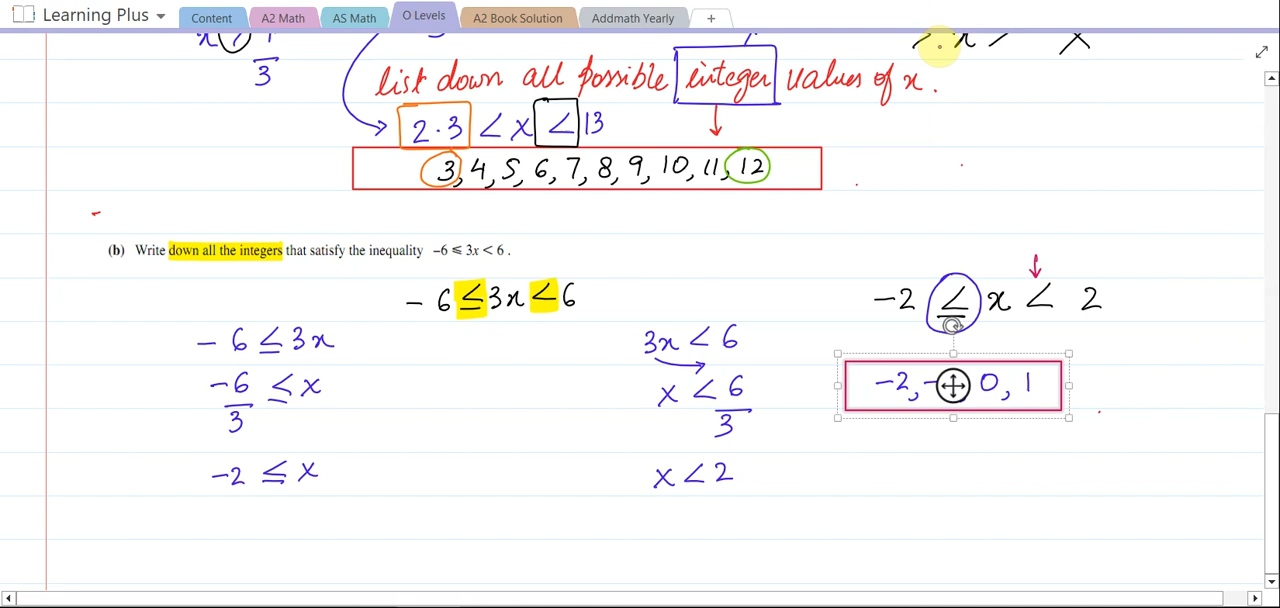 Learning Plus
Content A2 Math AS Math O Levels A2 Book Solution Addmath Yearly +
3
list down all possible integer values of x.
2.3 < x < 13
3, 4, 5, 6, 7, 8, 9, 10, 11, 12
(b) Write down all the integers that satisfy the inequality −6 ⩽ 3x < 6 .
- 6 ≤ 3x < 6
-2 ≤ x < 2
- 6 ≤ 3x
3x < 6
-6/3 ≤ x
x < 6/3
-2, 0, 1
-2 ≤ x
x < 2